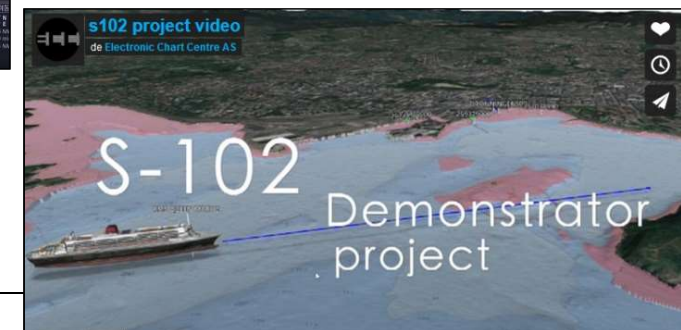 s102 project video
de Electronic Chart Centre AS
S-102
Demonstrator
project